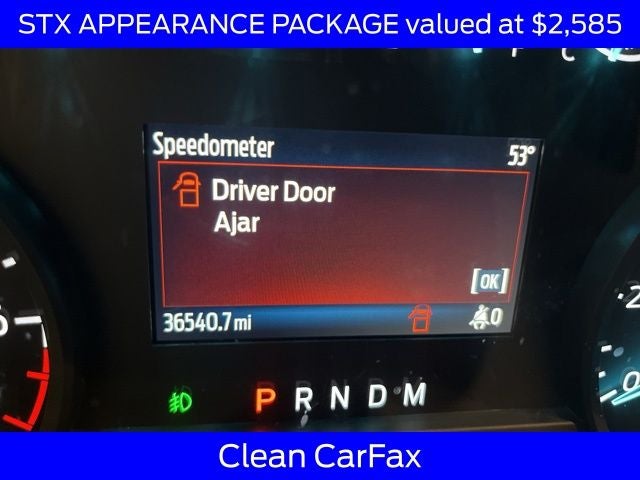 STX APPEARANCE PACKAGE valued at $2,585
Speedometer 53°
Driver Door
Ajar
[OK]
36540.7 mi 0
P R N D M
Clean CarFax